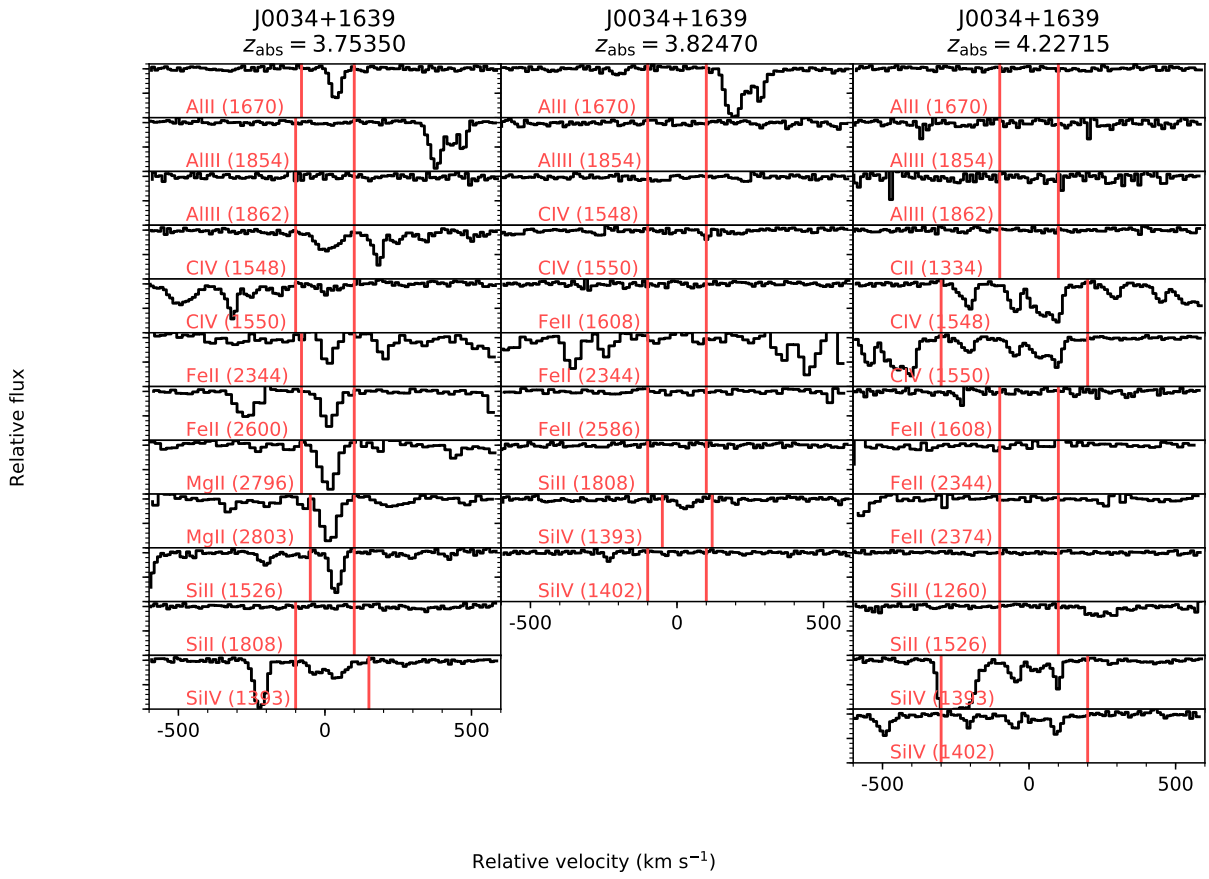 J0034+1639
z_abs = 3.75350
AlII (1670)
AlIII (1854)
AlIII (1862)
CIV (1548)
CIV (1550)
FeII (2344)
FeII (2600)
MgII (2796)
MgII (2803)
SiII (1526)
SiII (1808)
SiIV (1393)
-500 0 500
J0034+1639
z_abs = 3.82470
AlII (1670)
AlIII (1854)
CIV (1548)
CIV (1550)
FeII (1608)
FeII (2344)
FeII (2586)
SiII (1808)
SiIV (1393)
SiIV (1402)
-500 0 500
J0034+1639
z_abs = 4.22715
AlII (1670)
AlIII (1854)
AlIII (1862)
CII (1334)
CIV (1548)
CIV (1550)
FeII (1608)
FeII (2344)
FeII (2374)
SiII (1260)
SiII (1526)
SiIV (1393)
SiIV (1402)
-500 0 500
Relative flux
Relative velocity (km s⁻¹)